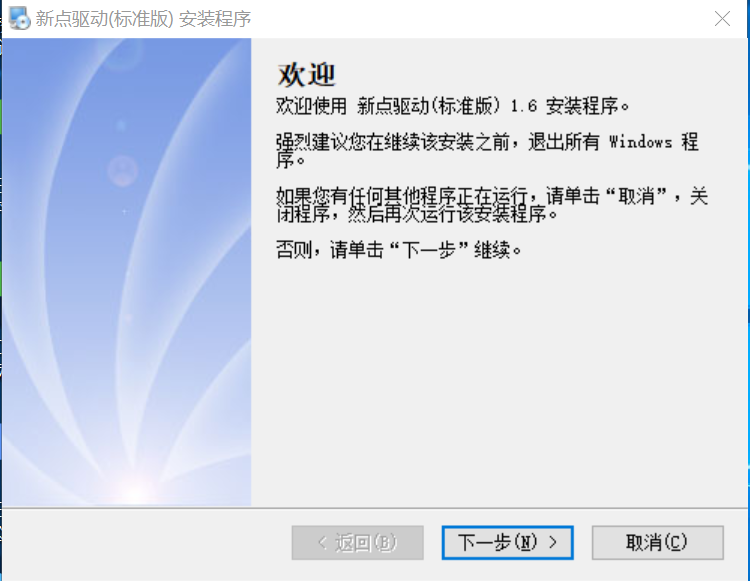 新点驱动(标准版) 安装程序
欢迎
欢迎使用 新点驱动(标准版) 1.6 安装程序。
强烈建议您在继续该安装之前，退出所有 Windows 程
序。
如果您有任何其他程序正在运行，请单击“取消”，关
闭程序，然后再次运行该安装程序。
否则，请单击“下一步”继续。
< 返回(B)
下一步(N) >
取消(C)